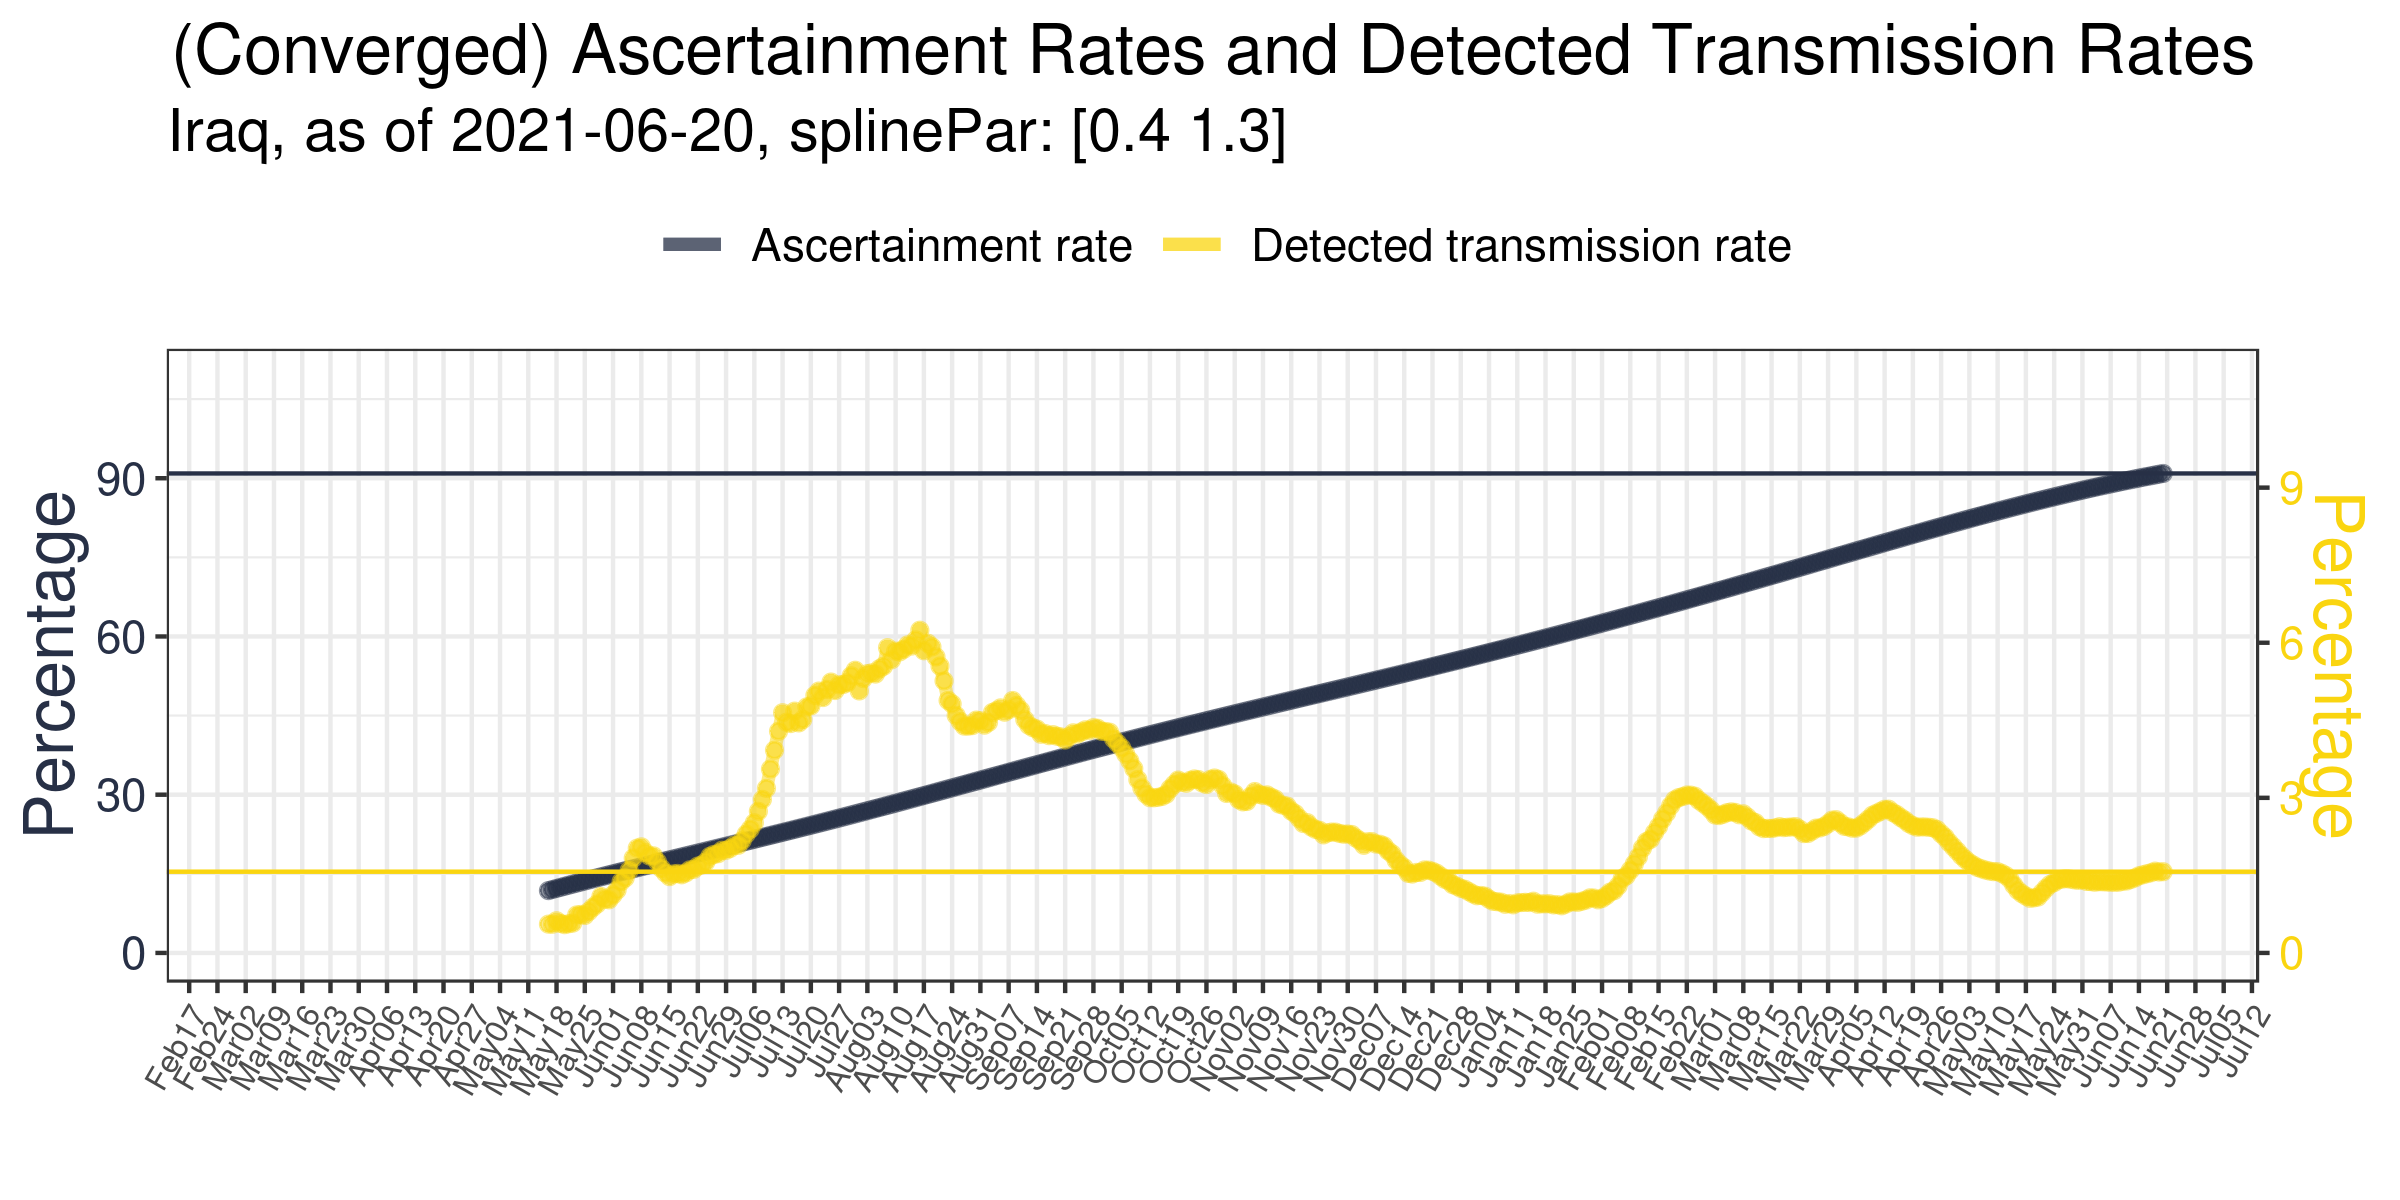 (Converged) Ascertainment Rates and Detected Transmission Rates
Iraq, as of 2021-06-20, splinePar: [0.4 1.3]
Ascertainment rate
Detected transmission rate
Percentage
90
60
30
0
9
6
3
0
Percentage
Feb17
Feb24
Mar02
Mar09
Mar16
Mar23
Mar30
Apr06
Apr13
Apr20
Apr27
May04
May11
May18
May25
Jun01
Jun08
Jun15
Jun22
Jun29
Jul06
Jul13
Jul20
Jul27
Aug03
Aug10
Aug17
Aug24
Aug31
Sep07
Sep14
Sep21
Sep28
Oct05
Oct12
Oct19
Oct26
Nov02
Nov09
Nov16
Nov23
Nov30
Dec07
Dec14
Dec21
Dec28
Jan04
Jan11
Jan18
Jan25
Feb01
Feb08
Feb15
Feb22
Mar01
Mar08
Mar15
Mar22
Mar29
Apr05
Apr12
Apr19
Apr26
May03
May10
May17
May24
May31
Jun07
Jun14
Jun21
Jun28
Jul05
Jul12